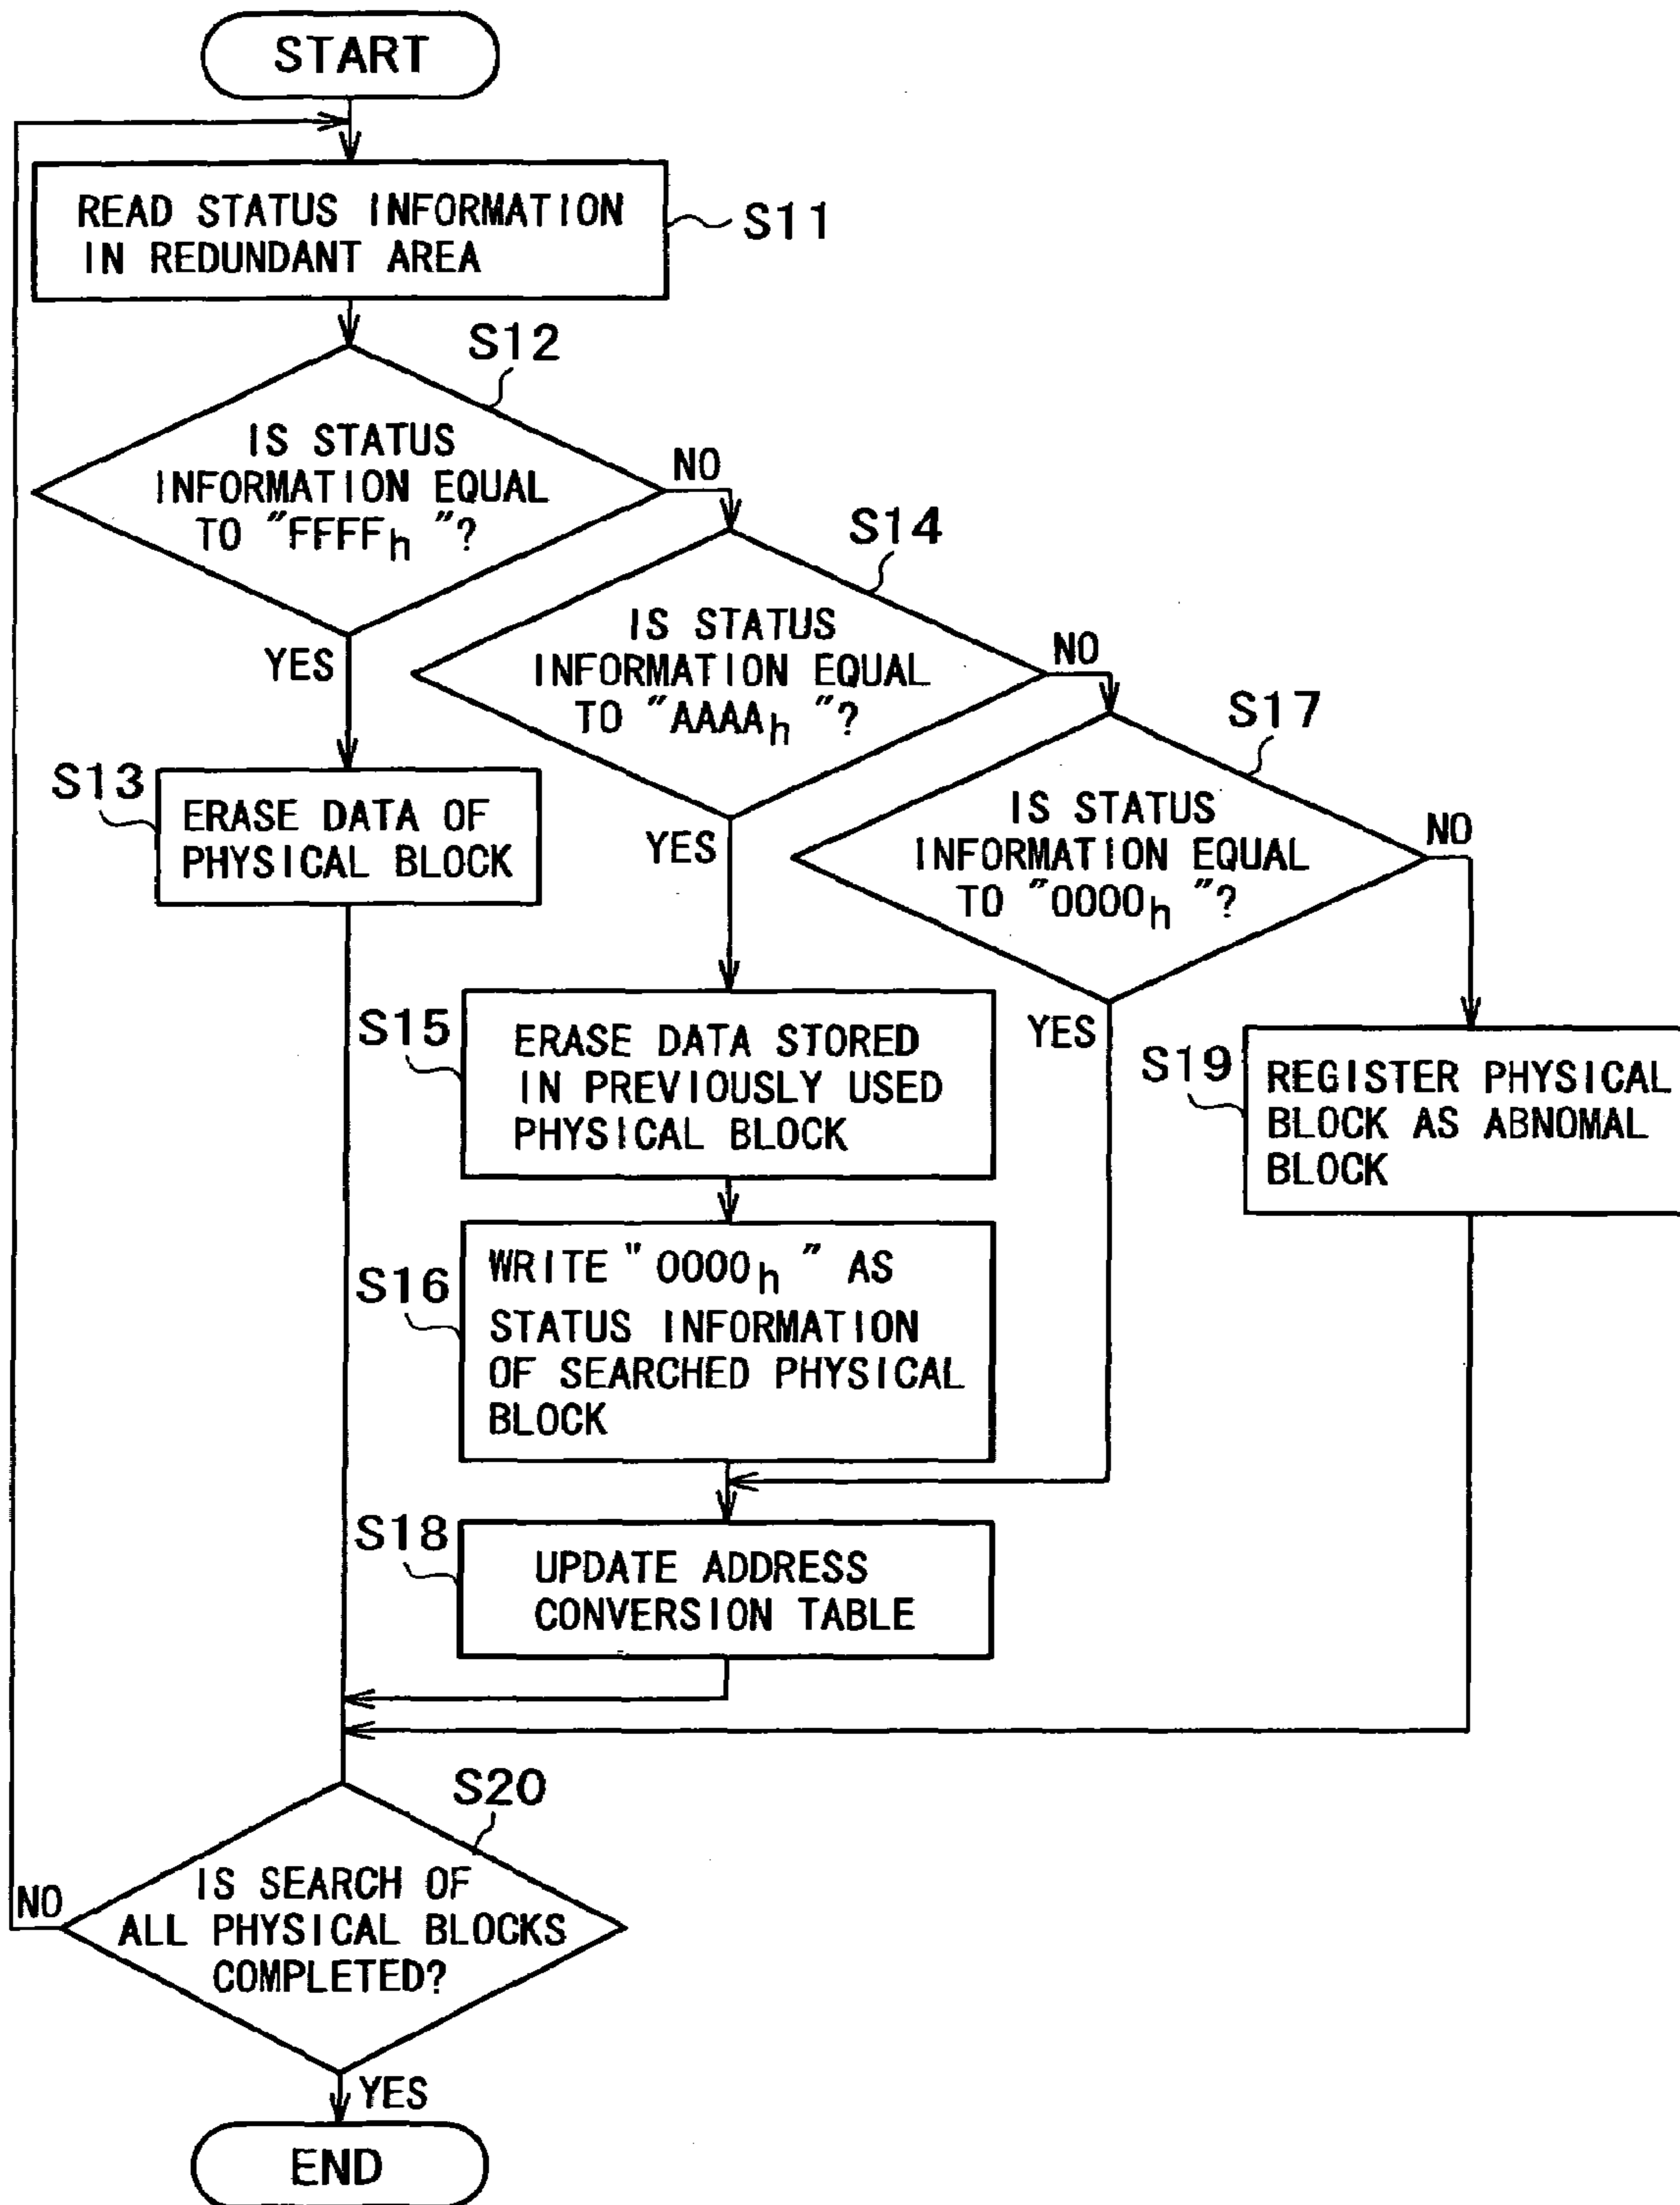 START
READ STATUS INFORMATION
IN REDUNDANT AREA
S11
S12
IS STATUS
INFORMATION EQUAL
TO "FFFFh"?
NO
YES
S14
IS STATUS
INFORMATION EQUAL
TO "AAAAh"?
NO
YES
S17
IS STATUS
INFORMATION EQUAL
TO "0000h"?
NO
YES
S13
ERASE DATA OF
PHYSICAL BLOCK
S15
ERASE DATA STORED
IN PREVIOUSLY USED
PHYSICAL BLOCK
S19
REGISTER PHYSICAL
BLOCK AS ABNOMAL
BLOCK
S16
WRITE "0000h" AS
STATUS INFORMATION
OF SEARCHED PHYSICAL
BLOCK
S18
UPDATE ADDRESS
CONVERSION TABLE
S20
IS SEARCH OF
ALL PHYSICAL BLOCKS
COMPLETED?
NO
YES
END